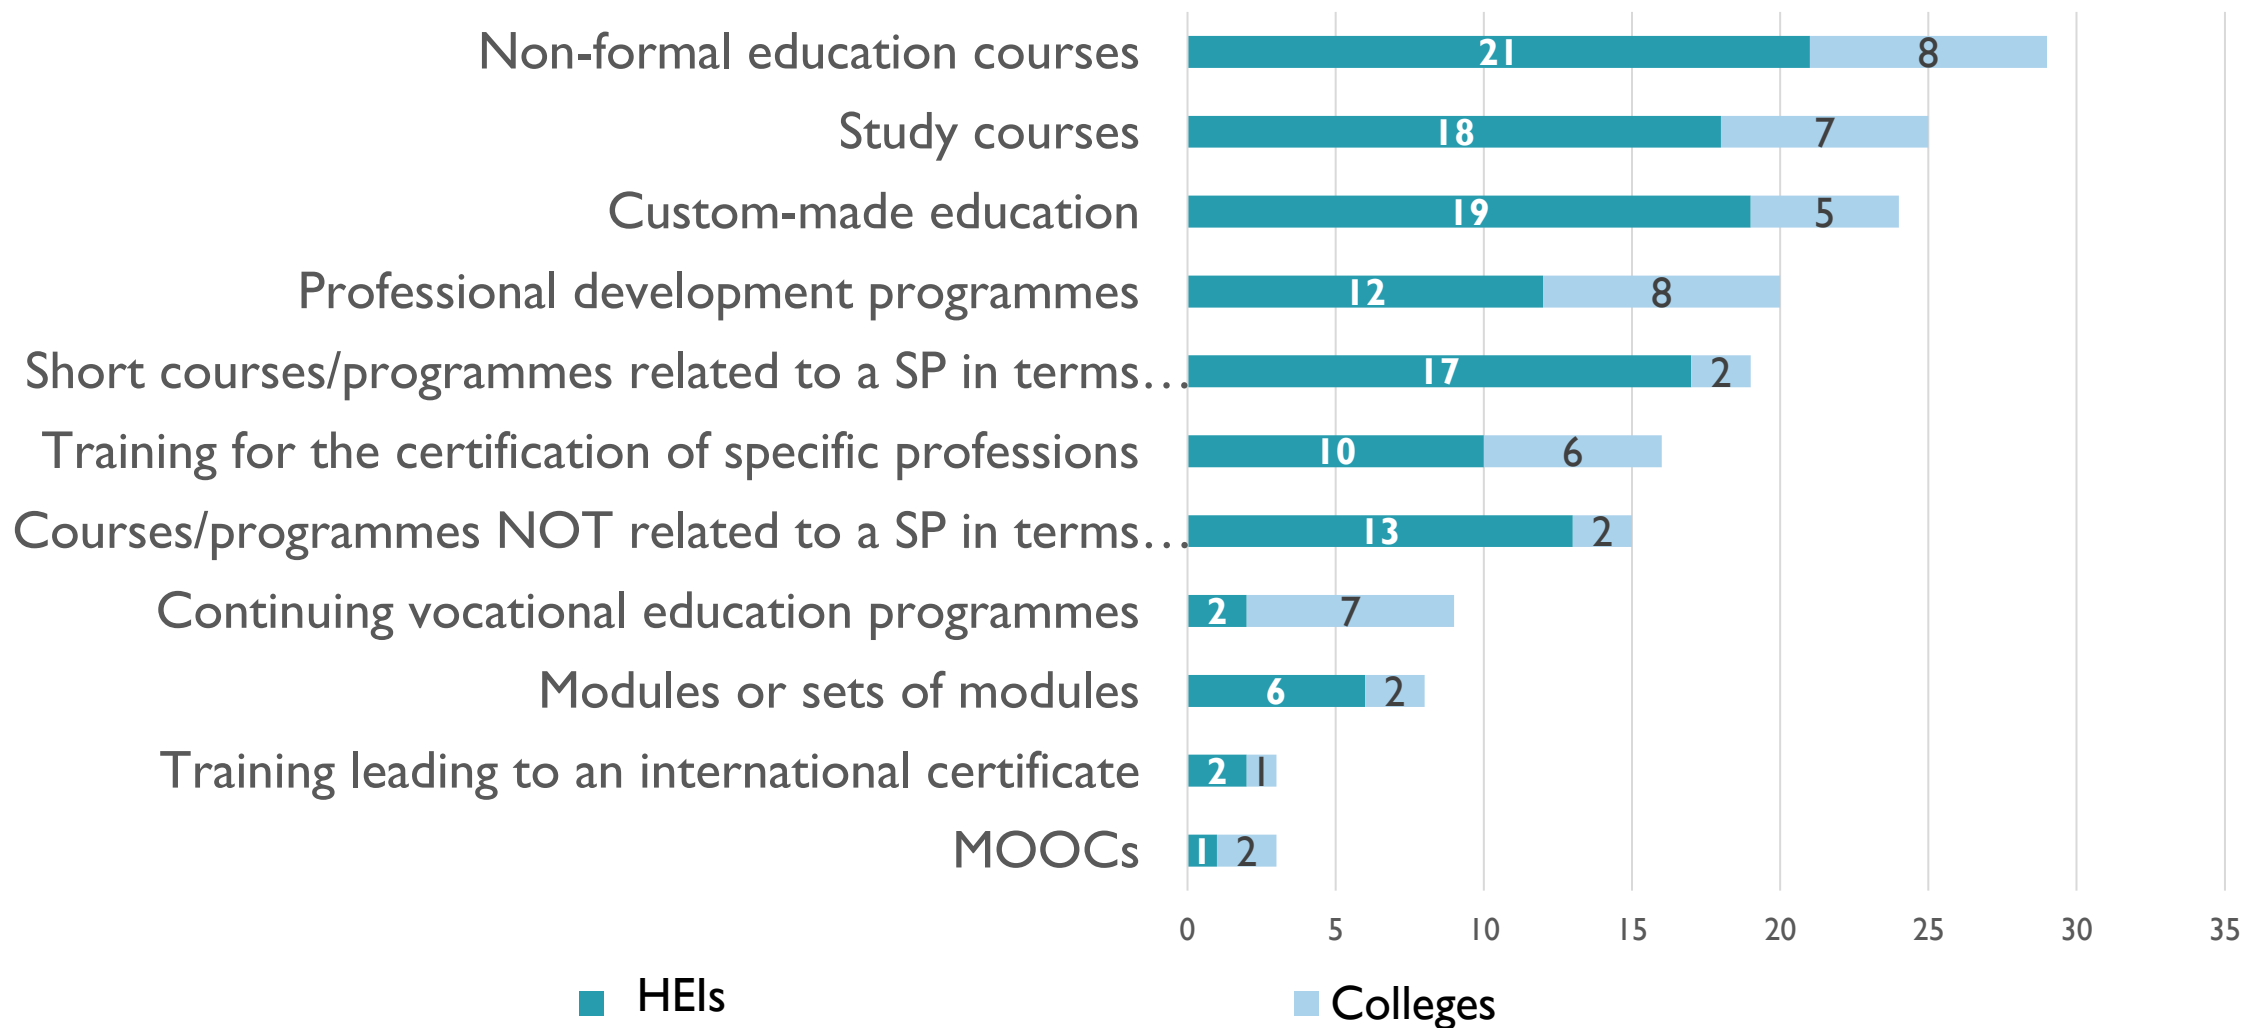 Non-formal education courses 21 8
Study courses 18 7
Custom-made education 19 5
Professional development programmes 12 8
Short courses/programmes related to a SP in terms… 17 2
Training for the certification of specific professions 10 6
Courses/programmes NOT related to a SP in terms… 13 2
Continuing vocational education programmes 2 7
Modules or sets of modules 6 2
Training leading to an international certificate 2 1
MOOCs 1 2
0 5 10 15 20 25 30 35
HEIs Colleges